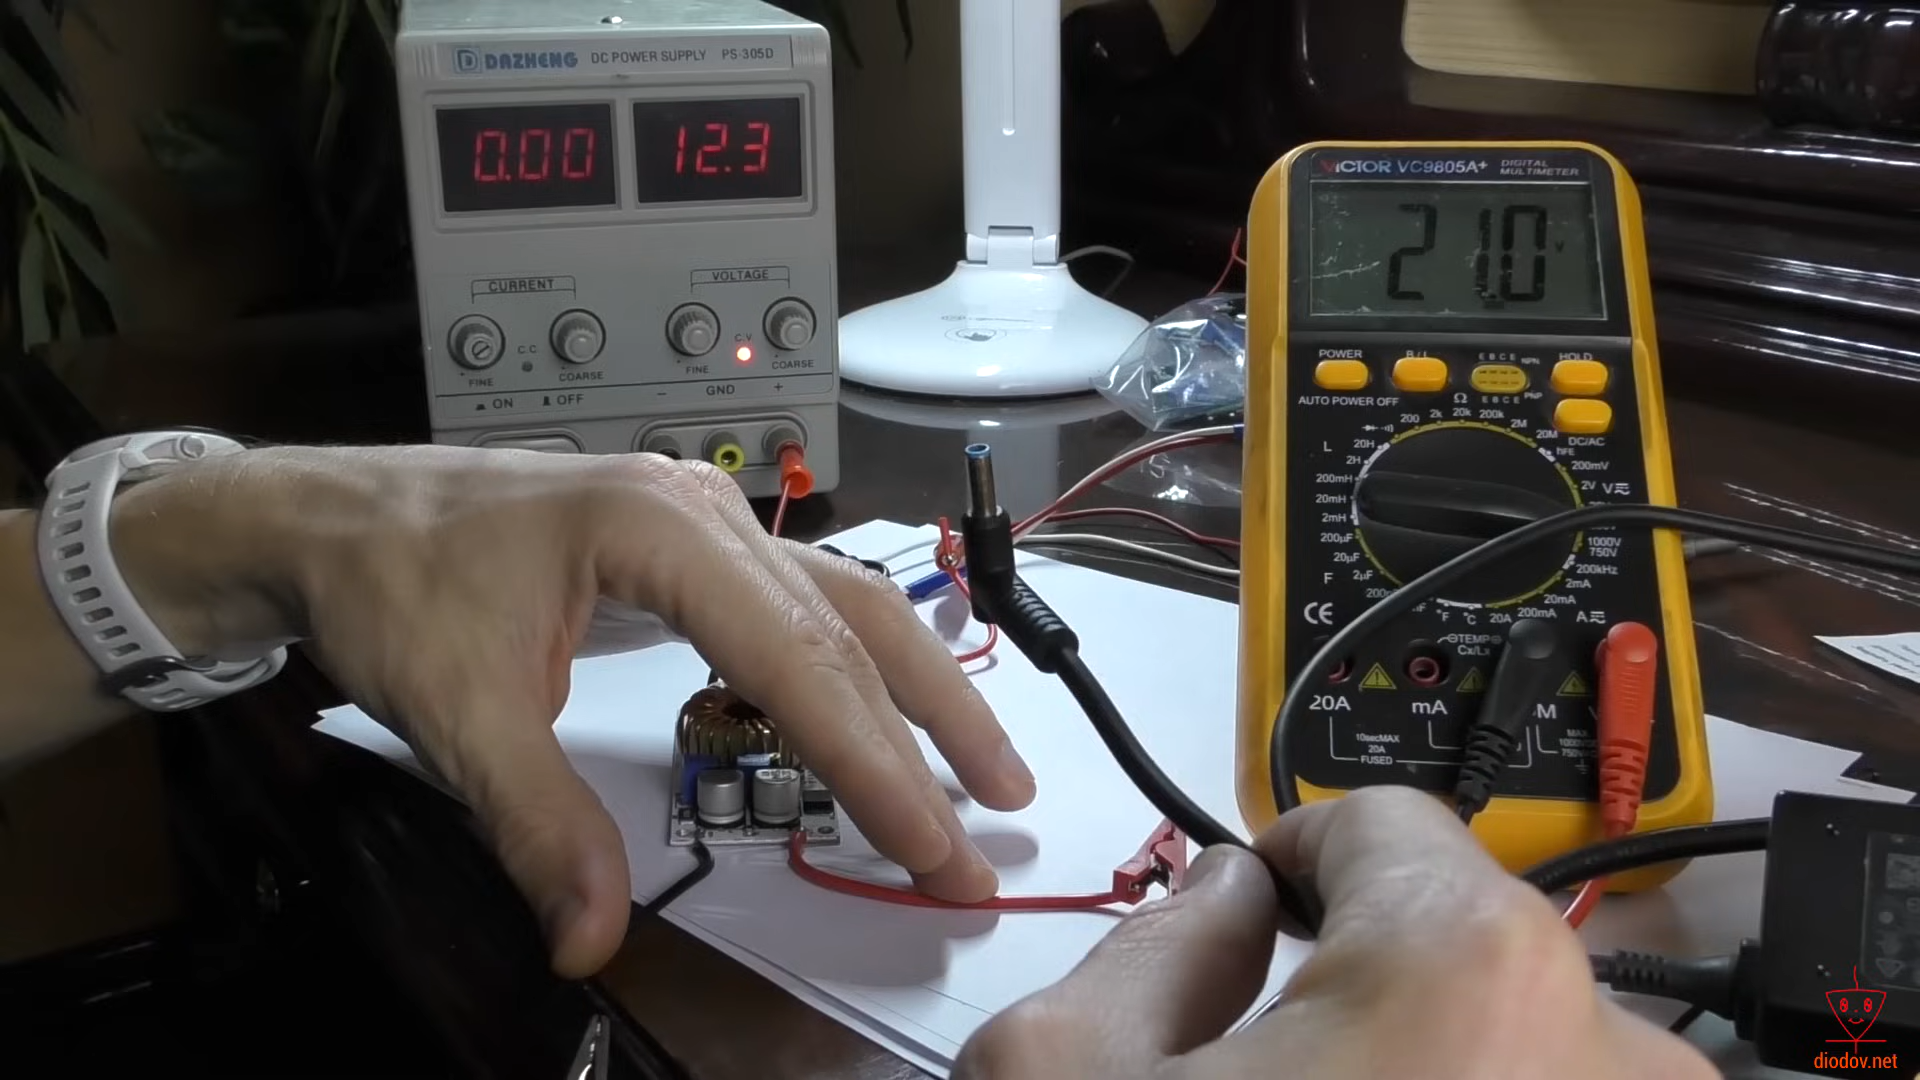 DAZHENG DC POWER SUPPLY PS-305D
0.00 12.3
CURRENT
VOLTAGE
C.C
C.V
FINE
COARSE
FINE
COARSE
ON OFF
- GND +
VICTOR VC9805A+ DIGITAL MULTIMETER
21.0 V
POWER
HOLD
E B C E NPN
E B C E PNP
AUTO POWER OFF
DC/AC
Ω
200 2k 20k 200k 2M 20M
hFE
L
20H
2H
200mH
20mH
2mH
200µF
20µF
2µF
F
200mV
2V
V
1000V
750V
200kHz
2mA
20mA
200mA
20A
A
°F °C
CE
TEMP
Cx/Lx
20A
mA
10secMAX
20A
FUSED
MAX
diodov.net